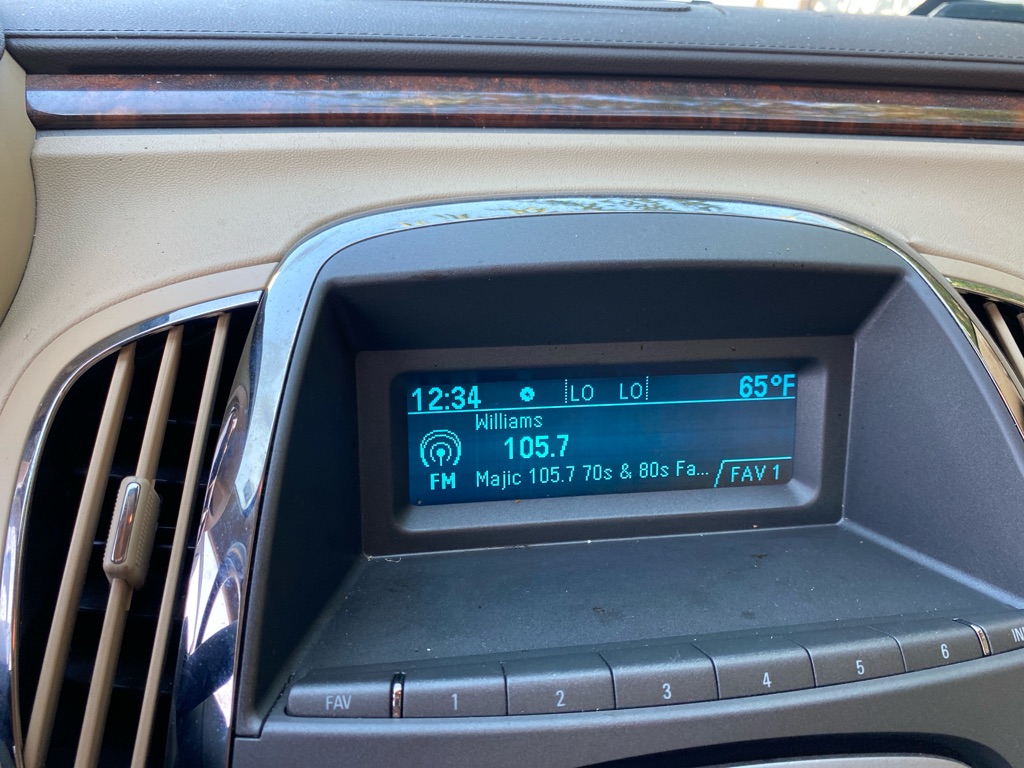 12:34 LO LO 65°F
Williams
105.7
FM Majic 105.7 70s & 80s Fa... FAV 1
FAV 1 2 3 4 5 6